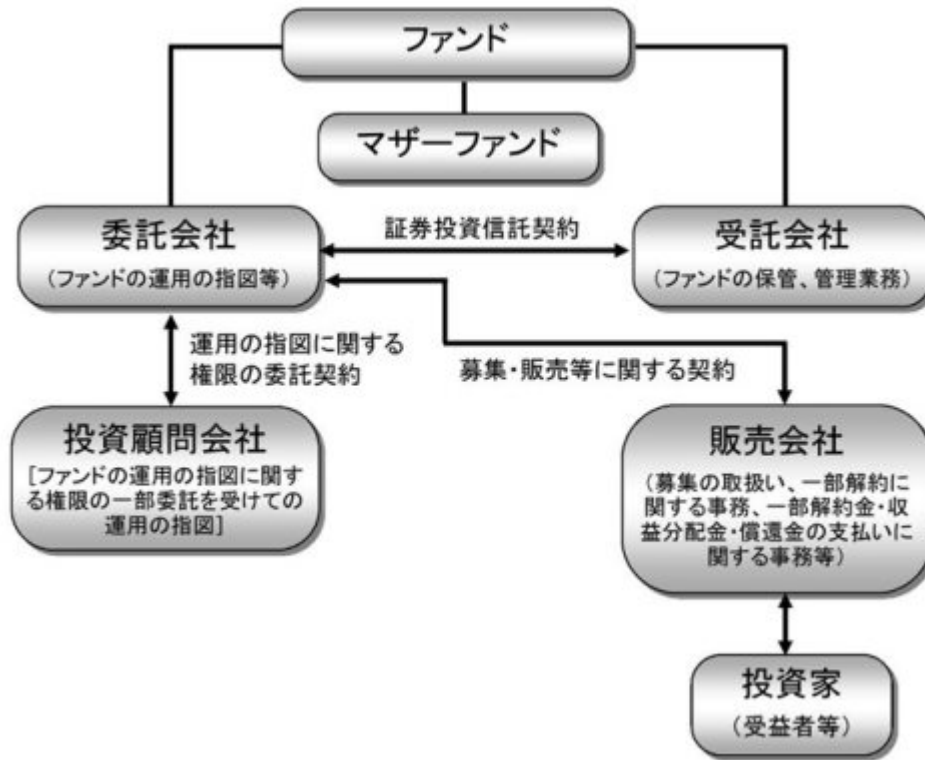 ファンド
マザーファンド
委託会社
(ファンドの運用の指図等)
証券投資信託契約
受託会社
(ファンドの保管、管理業務)
運用の指図に関する
権限の委託契約
募集・販売等に関する契約
投資顧問会社
[ファンドの運用の指図に関す
る権限の一部委託を受けての
運用の指図]
販売会社
(募集の取扱い、一部解約に
関する事務、一部解約金・収
益分配金・償還金の支払いに
関する事務等)
投資家
(受益者等)